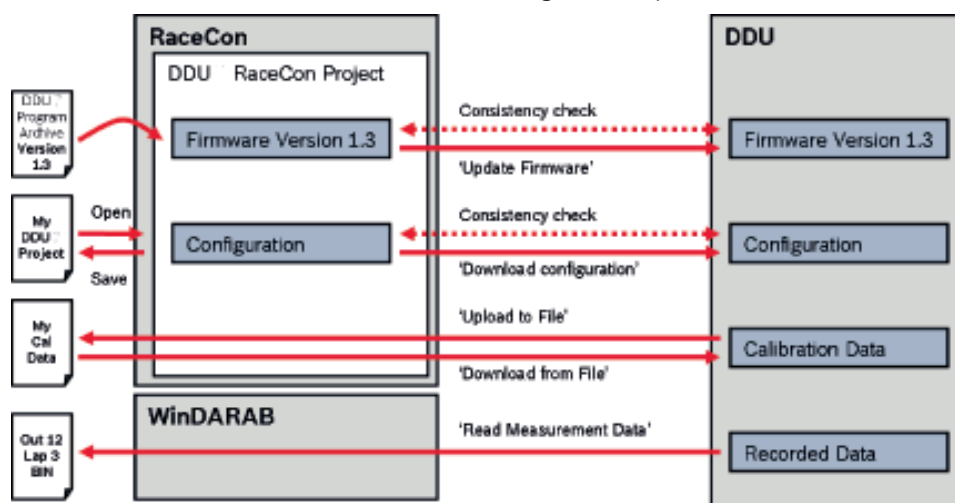 RaceCon
DDU RaceCon Project
DDU
DDU
Program
Archive
Version
1.3
Firmware Version 1.3
Consistency check
'Update Firmware'
Firmware Version 1.3
My
DDU
Project
Open
Save
Configuration
Consistency check
'Download configuration'
Configuration
My
Cal
Data
'Upload to File'
'Download from File'
Calibration Data
WinDARAB
Out 12
Lap 3
BIN
'Read Measurement Data'
Recorded Data